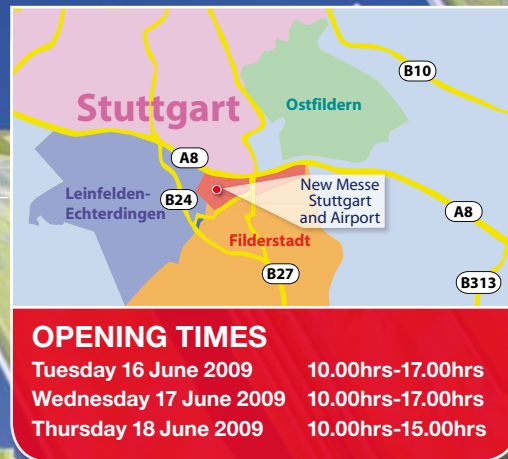 B10
Stuttgart
Ostfildern
A8
New Messe
Stuttgart
and Airport
Leinfelden-
Echterdingen
B24
A8
Filderstadt
B27
B313
OPENING TIMES
Tuesday 16 June 2009 10.00hrs-17.00hrs
Wednesday 17 June 2009 10.00hrs-17.00hrs
Thursday 18 June 2009 10.00hrs-15.00hrs